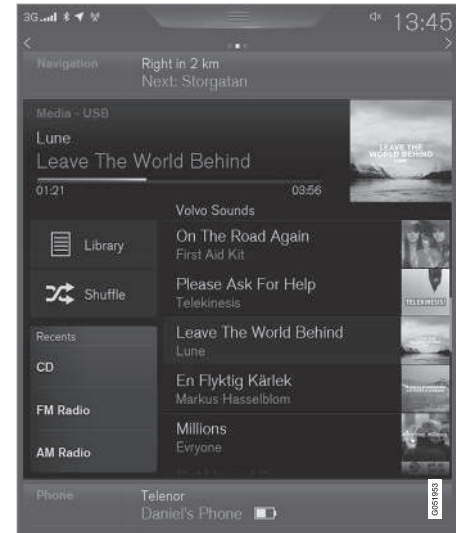 3G
13:45
Navigation
Right in 2 km
Next: Storgatan
Media - USB
Lune
Leave The World Behind
01:21
03:56
LEAVE THE
WORLD BEHIND
Volvo Sounds
Library
Shuffle
On The Road Again
First Aid Kit
Please Ask For Help
Telekinesis
TELEKINESIS!
Leave The World Behind
Lune
En Flyktig Kärlek
Markus Hasselblom
Millions
Evryone
Recents
CD
FM Radio
AM Radio
Phone
Telenor
Daniel's Phone
G051953